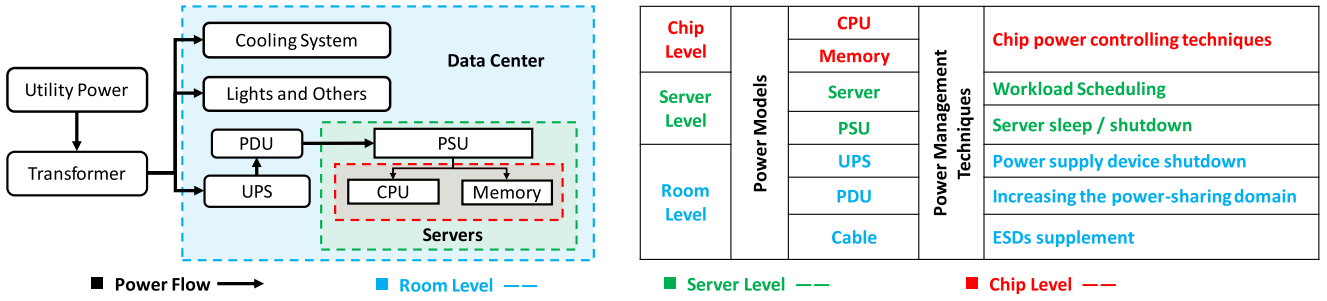 Cooling System
Data Center
Utility Power
Lights and Others
PDU
PSU
Transformer
UPS
CPU
Memory
Servers
Chip
Level
Server
Level
Room
Level
Power Models
CPU
Memory
Server
PSU
UPS
PDU
Cable
Power Management
Techniques
Chip power controlling techniques
Workload Scheduling
Server sleep / shutdown
Power supply device shutdown
Increasing the power-sharing domain
ESDs supplement
Power Flow
Room Level
Server Level
Chip Level